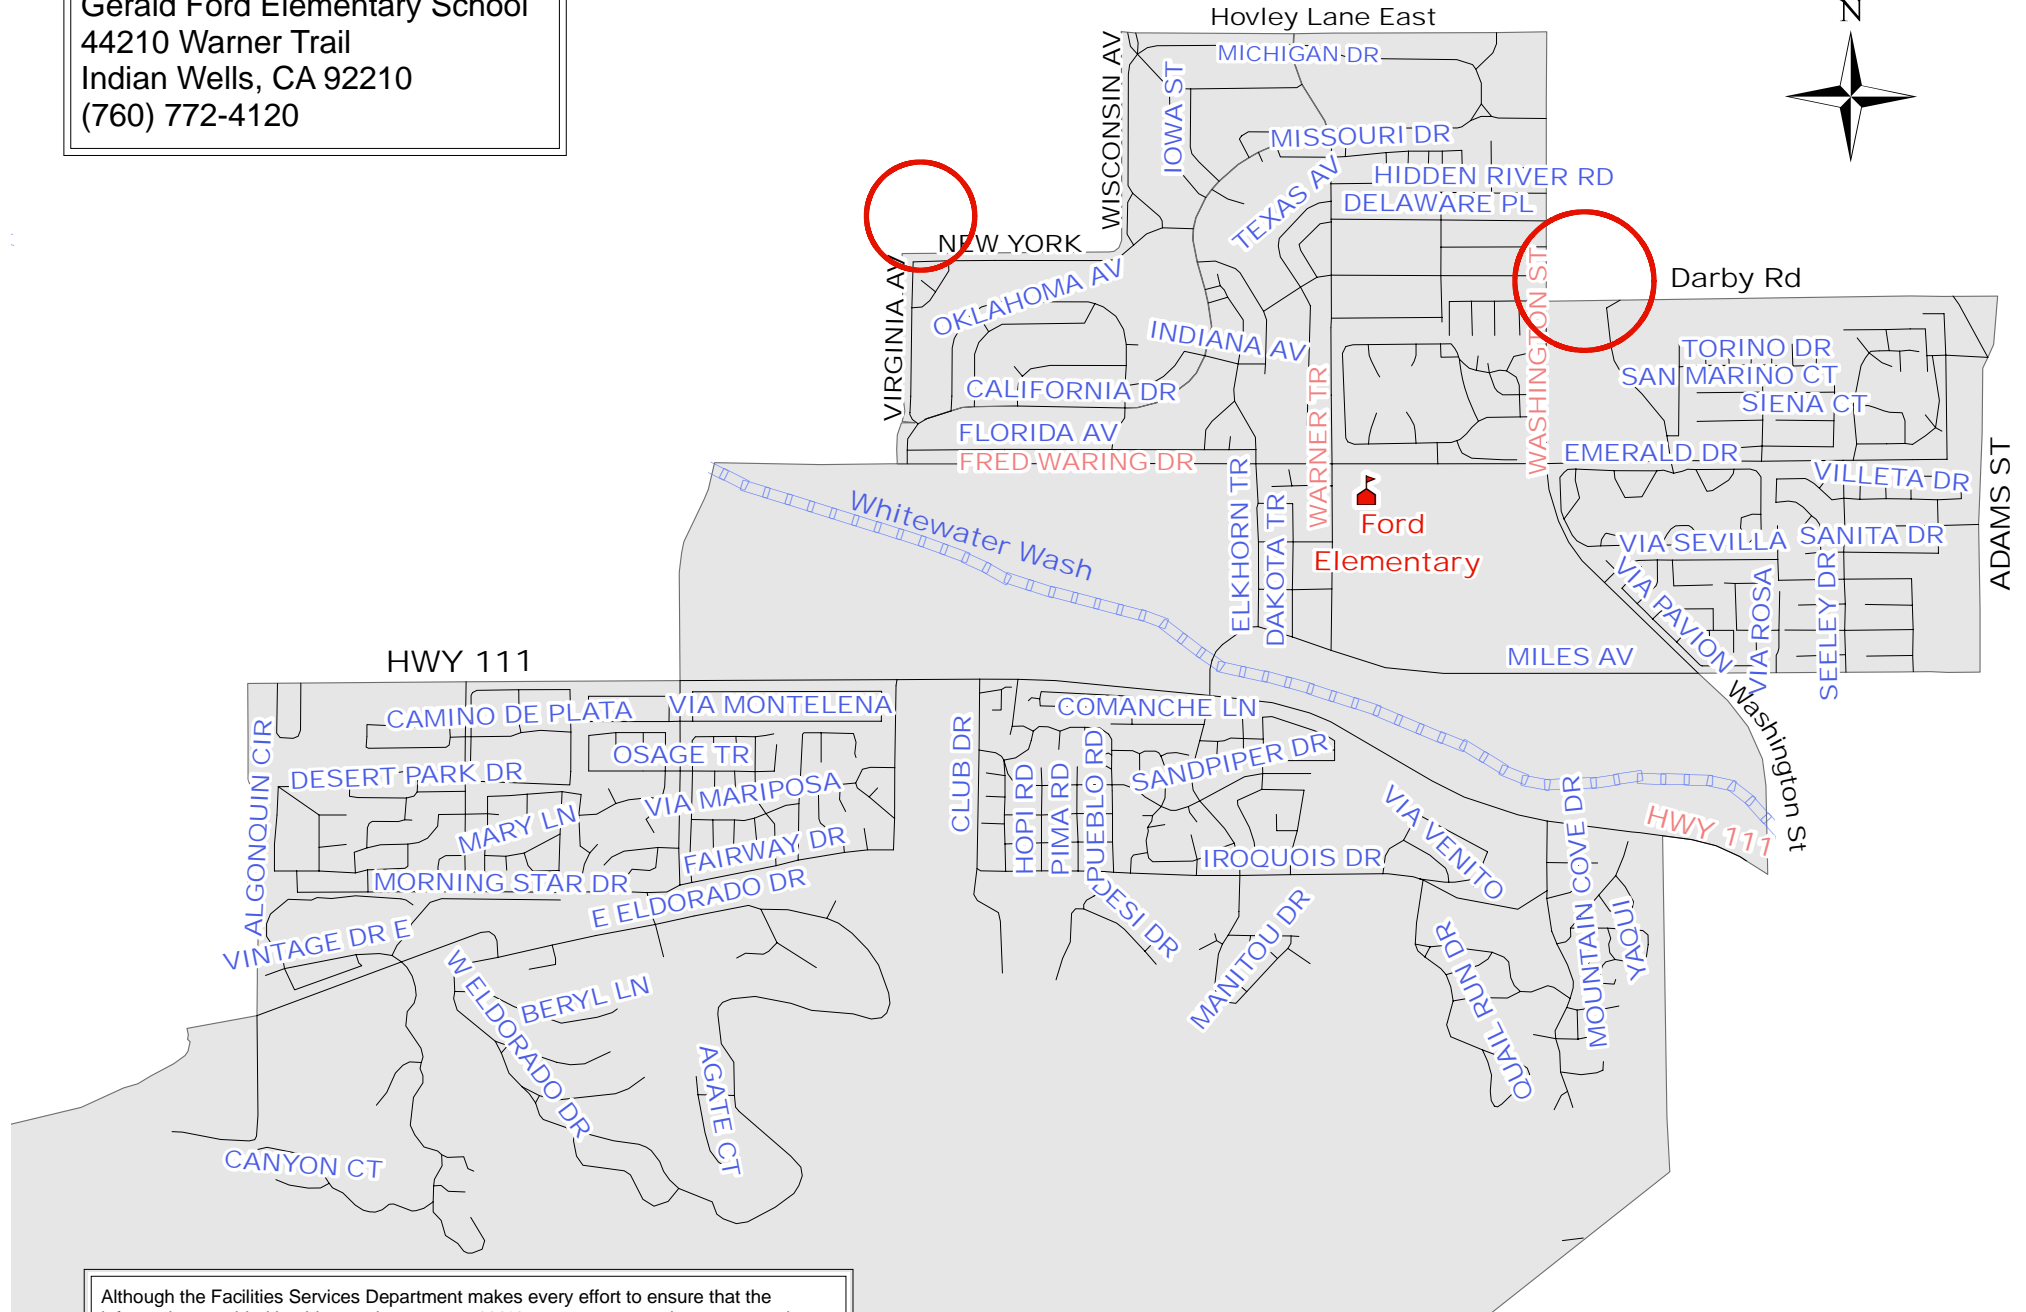 Gerald Ford Elementary School
44210 Warner Trail
Indian Wells, CA 92210
(760) 772-4120
N
Hovley Lane East
MICHIGAN DR
WISCONSIN AV
IOWA ST
MISSOURI DR
TEXAS AV
HIDDEN RIVER RD
DELAWARE PL
NEW YORK
VIRGINIA AV
OKLAHOMA AV
INDIANA AV
WASHINGTON ST
Darby Rd
TORINO DR
SAN MARINO CT
SIENA CT
CALIFORNIA DR
FLORIDA AV
FRED WARING DR
WARNER TR
EMERALD DR
VILLETA DR
ADAMS ST
Whitewater Wash
ELKHORN TR
DAKOTA TR
Ford
Elementary
VIA SEVILLA
SANITA DR
VIA PAVION
VIA ROSA
SEELEY DR
MILES AV
HWY 111
Washington St
CAMINO DE PLATA
VIA MONTELENA
COMANCHE LN
ALGONQUIN CIR
OSAGE TR
CLUB DR
SANDPIPER DR
DESERT PARK DR
VIA MARIPOSA
HOPI RD
PIMA RD
PUEBLO RD
VIA VENITO
MOUNTAIN COVE DR
HWY 111
MARY LN
FAIRWAY DR
IROQUOIS DR
MORNING STAR DR
E ELDORADO DR
DESI DR
MANITOU DR
YAQUI
VINTAGE DR E
W ELDORADO DR
BERYL LN
QUAIL RUN DR
AGATE CT
CANYON CT
Although the Facilities Services Department makes every effort to ensure that the